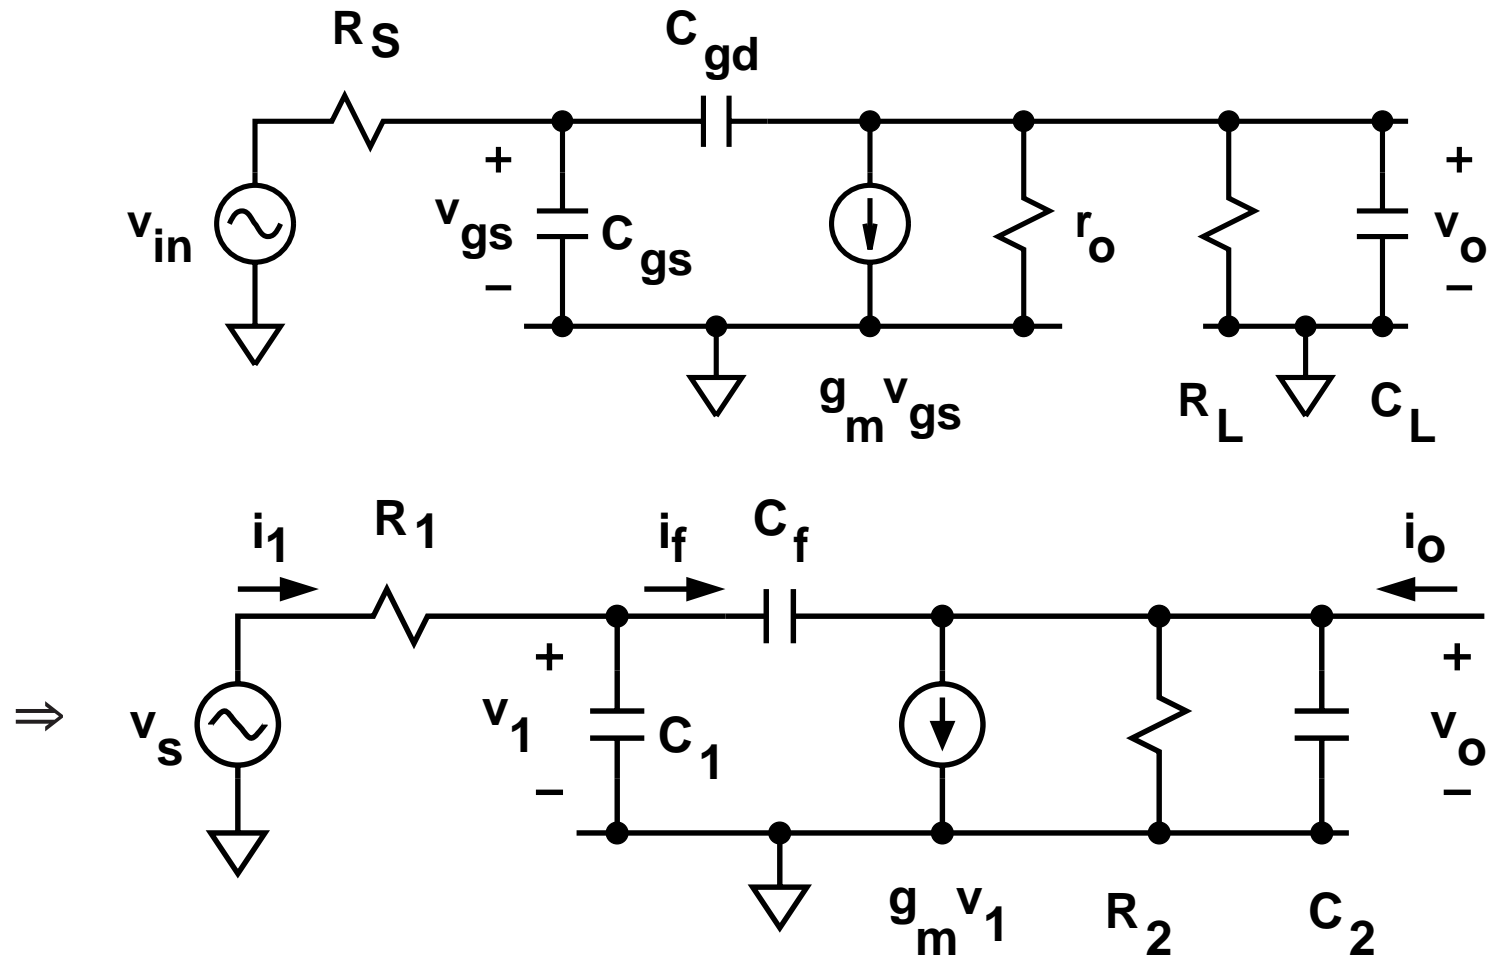 R S
C gd
+ +
v in
v gs
C gs
r o
v o
− −
g m v gs
R L
C L
i 1
R 1
i f
C f
i o
+ +
⇒
v s
v 1
C 1
v o
− −
g m v 1
R 2
C 2